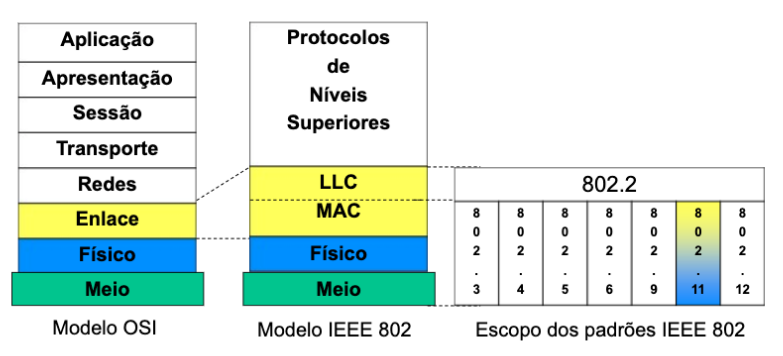 Aplicação
Apresentação
Sessão
Transporte
Redes
Enlace
Físico
Meio
Modelo OSI
Protocolos
de
Níveis
Superiores
LLC
MAC
Físico
Meio
Modelo IEEE 802
802.2
802.3
802.4
802.5
802.6
802.9
802.11
802.12
Escopo dos padrões IEEE 802